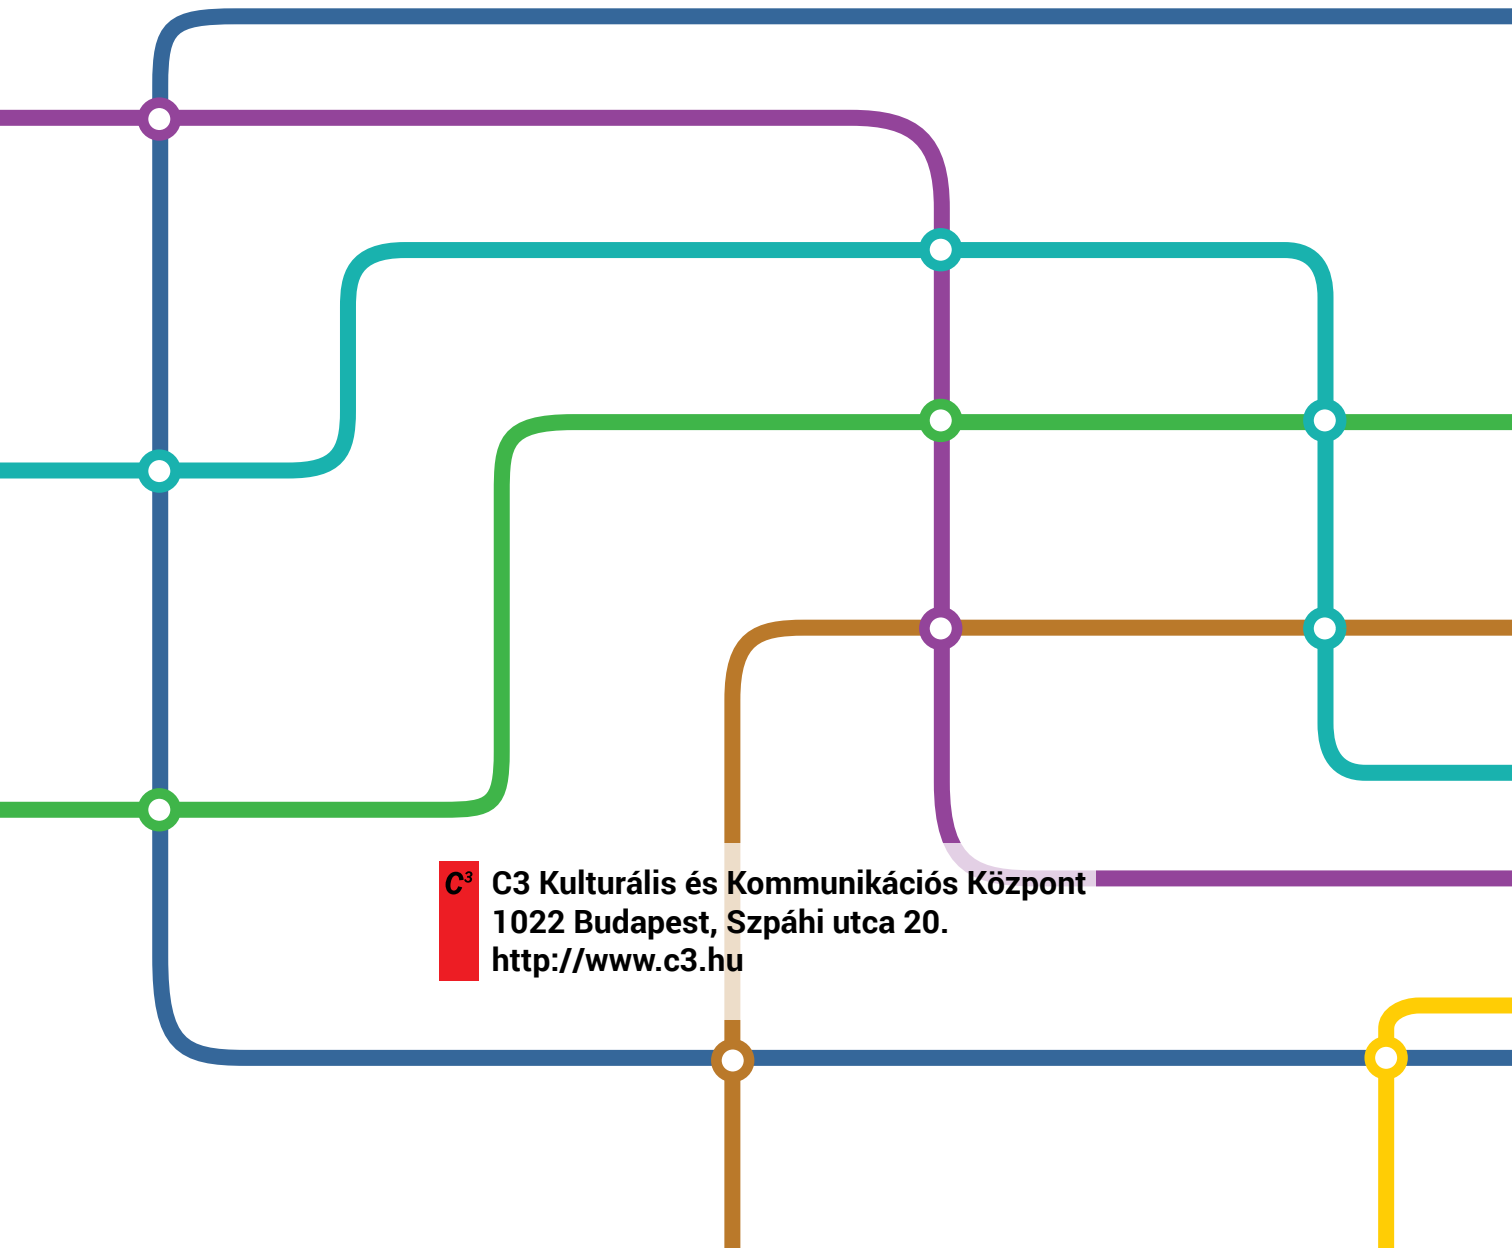 C³ C3 Kulturális és Kommunikációs Központ
1022 Budapest, Szpáhi utca 20.
http://www.c3.hu